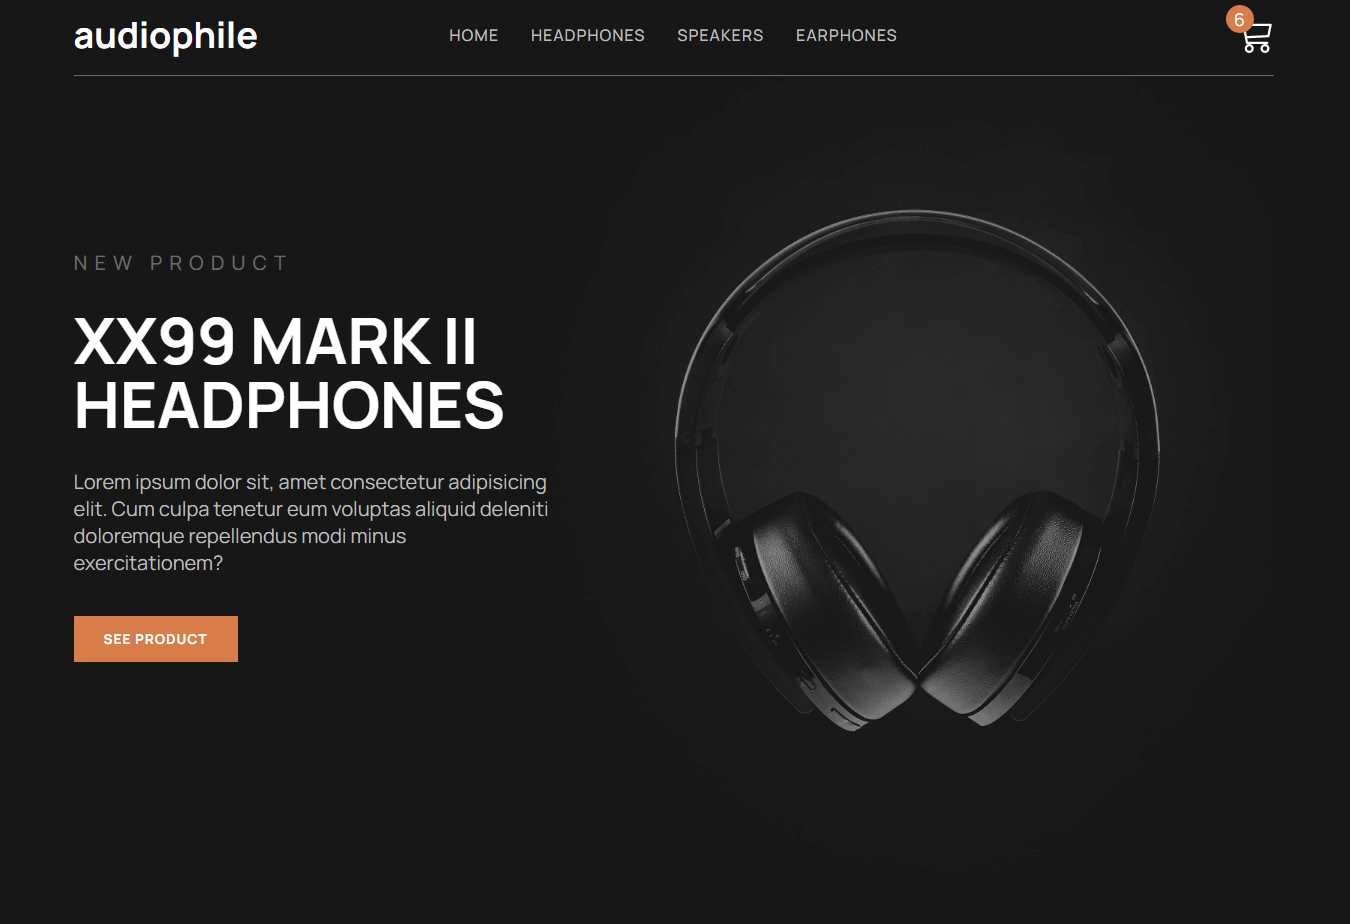 audiophile
HOME HEADPHONES SPEAKERS EARPHONES
6
NEW PRODUCT
XX99 MARK II
HEADPHONES
Lorem ipsum dolor sit, amet consectetur adipisicing
elit. Cum culpa tenetur eum voluptas aliquid deleniti
doloremque repellendus modi minus
exercitationem?
SEE PRODUCT